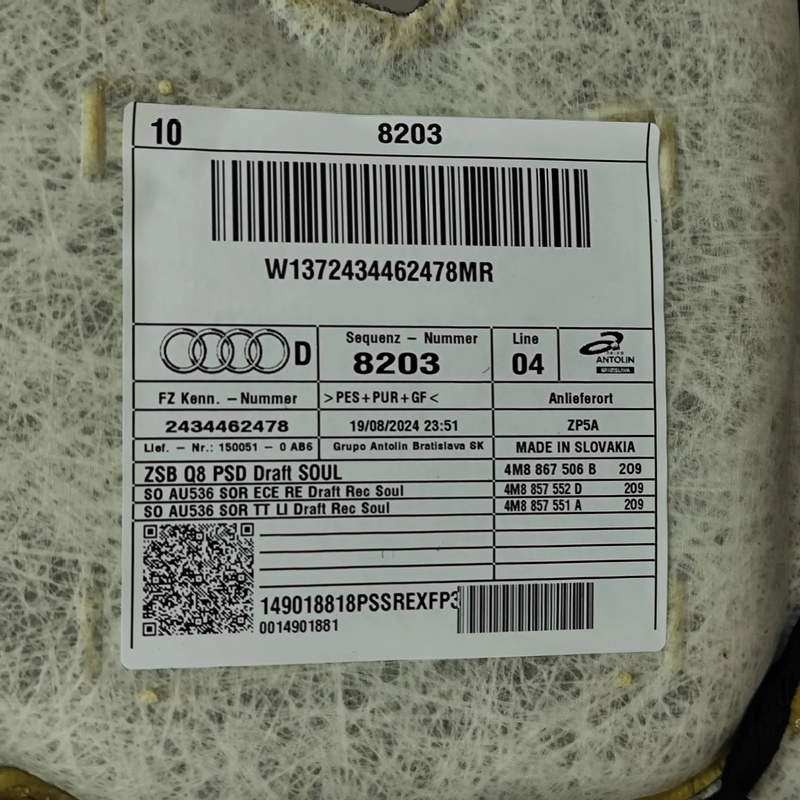 10 8203
W1372434462478MR
D Sequenz - Nummer Line
8203 04 ANTOLIN
BRATISLAVA
FZ Kenn. - Nummer >PES+PUR+GF< Anlieferort
2434462478 19/08/2024 23:51 ZP5A
Lief. - Nr.: 150051 - 0 AB6 Grupo Antolin Bratislava SK MADE IN SLOVAKIA
ZSB Q8 PSD Draft SOUL 4M8 867 506 B 209
SO AU536 SOR ECE RE Draft Rec Soul 4M8 857 552 D 209
SO AU536 SOR TT LI Draft Rec Soul 4M8 857 551 A 209
149018818PSSREXFP3
0014901881